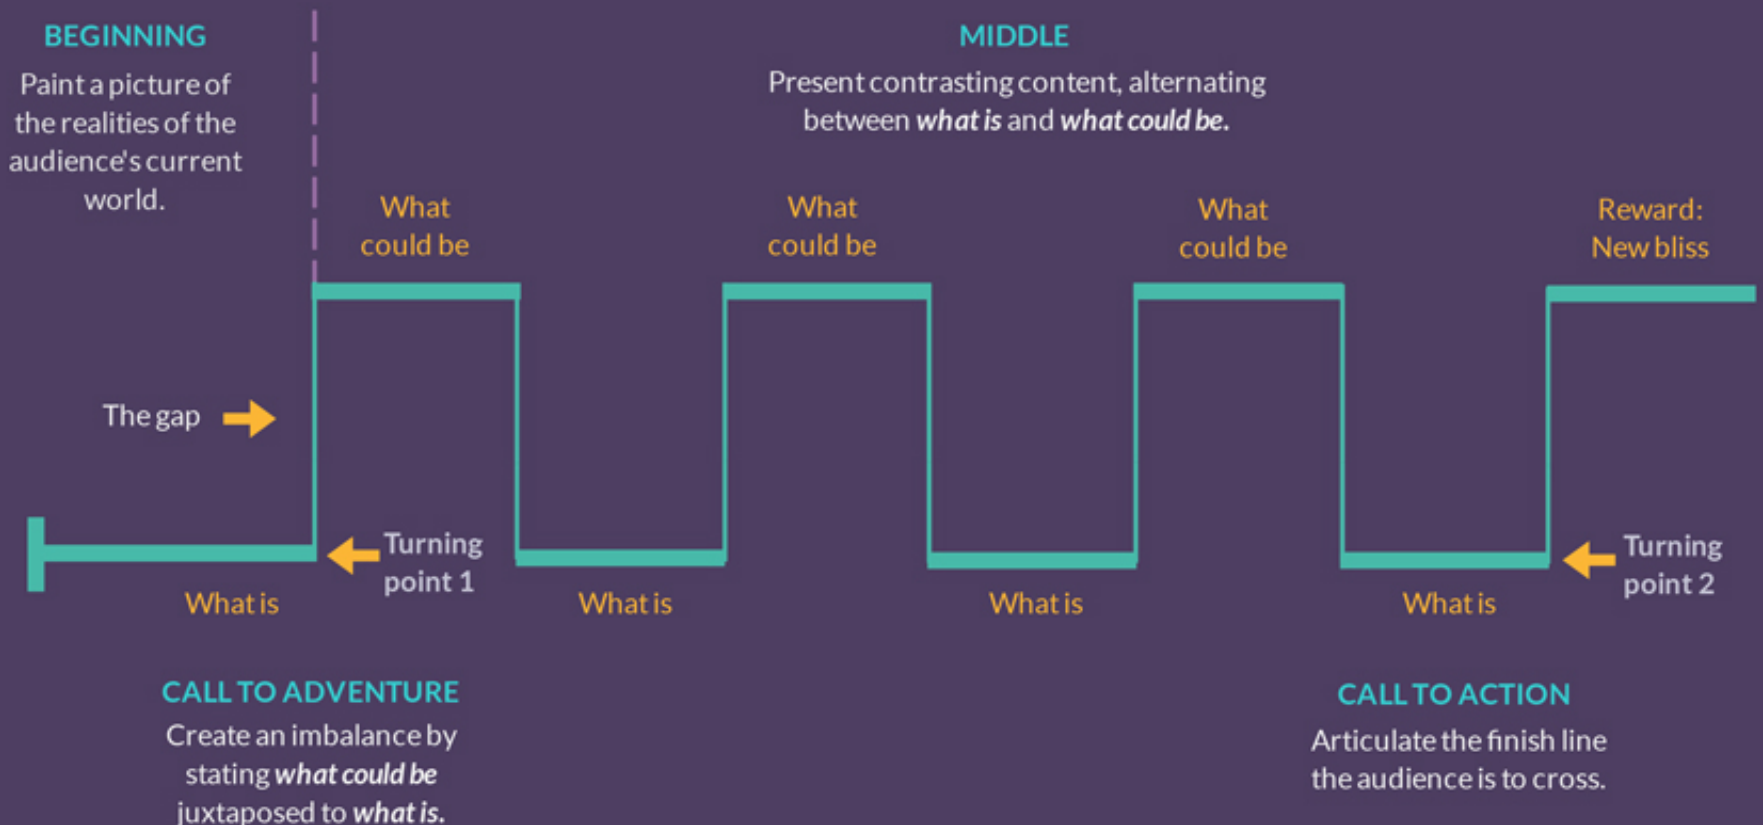 BEGINNING
Paint a picture of
the realities of the
audience's current
world.
MIDDLE
Present contrasting content, alternating
between what is and what could be.
What
could be
What
could be
What
could be
Reward:
New bliss
The gap
Turning
point 1
Turning
point 2
What is
What is
What is
What is
CALL TO ADVENTURE
Create an imbalance by
stating what could be
juxtaposed to what is.
CALL TO ACTION
Articulate the finish line
the audience is to cross.